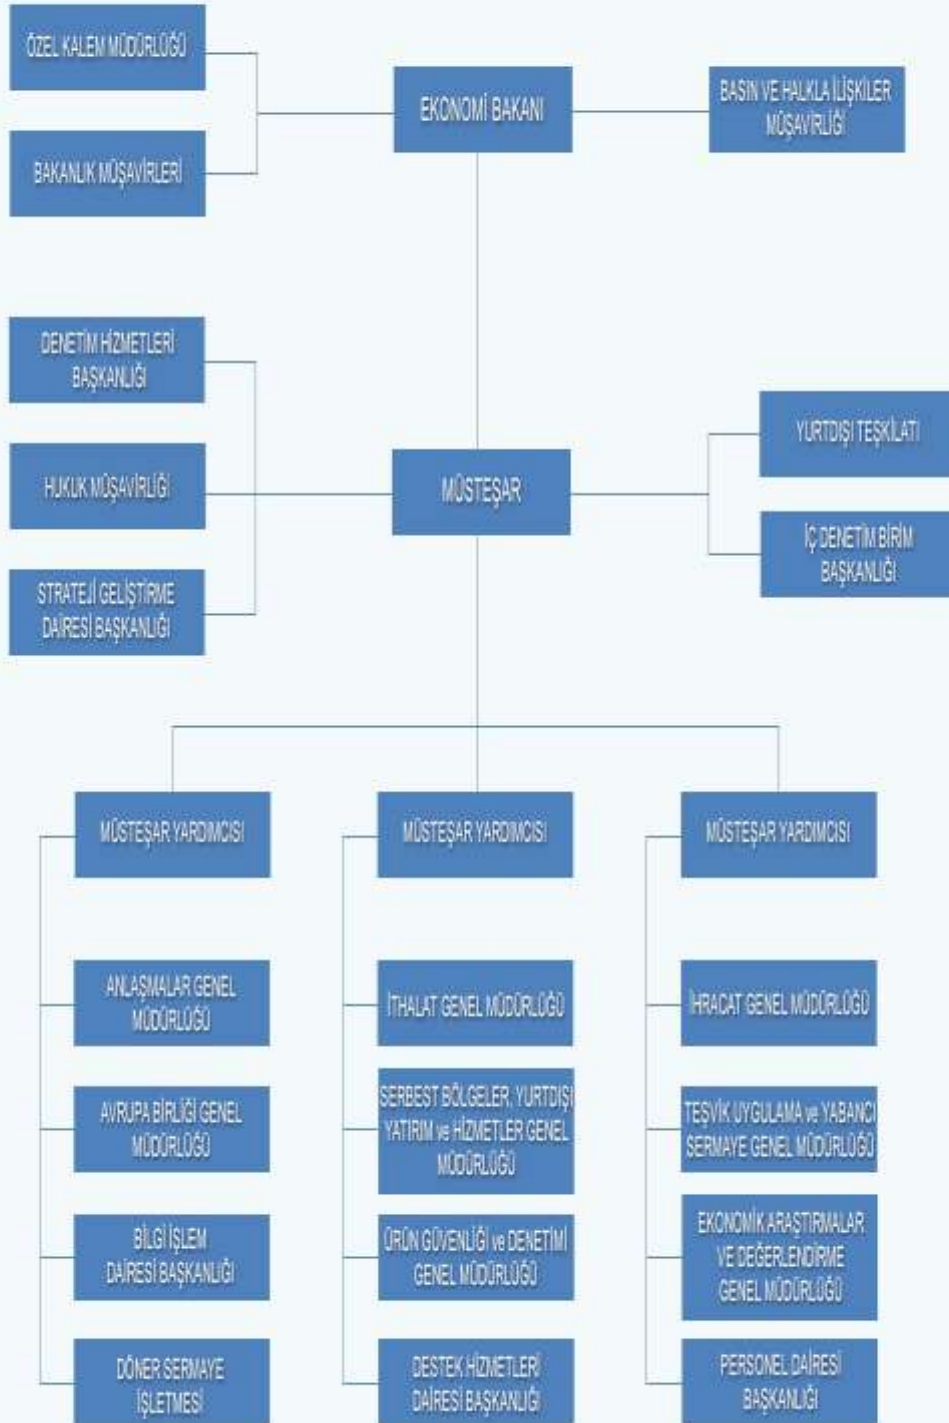 ÖZEL KALEM MÜDÜRLÜĞÜ
EKONOMİ BAKANI
BASIN VE HALKLA İLİŞKİLER
MÜŞAVİRLİĞİ
BAKANLIK MÜŞAVİRLERİ
DENETİM HİZMETLERİ
BAŞKANLIĞI
HUKUK MÜŞAVİRLİĞİ
STRATEJİ GELİŞTİRME
DAİRESİ BAŞKANLIĞI
MÜSTEŞAR
YURTDIŞI TEŞKİLATI
İÇ DENETİM BİRİM
BAŞKANLIĞI
MÜSTEŞAR YARDIMCISI
ANLAŞMALAR GENEL
MÜDÜRLÜĞÜ
AVRUPA BİRLİĞİ GENEL
MÜDÜRLÜĞÜ
BİLGİ İŞLEM
DAİRESİ BAŞKANLIĞI
DÖNER SERMAYE
İŞLETMESİ
MÜSTEŞAR YARDIMCISI
İTHALAT GENEL MÜDÜRLÜĞÜ
SERBEST BÖLGELER, YURTDIŞI
YATIRIM ve HİZMETLER GENEL
MÜDÜRLÜĞÜ
ÜRÜN GÜVENLİĞİ ve DENETİMİ
GENEL MÜDÜRLÜĞÜ
DESTEK HİZMETLERİ
DAİRESİ BAŞKANLIĞI
MÜSTEŞAR YARDIMCISI
İHRACAT GENEL MÜDÜRLÜĞÜ
TEŞVİK UYGULAMA ve YABANCI
SERMAYE GENEL MÜDÜRLÜĞÜ
EKONOMİK ARAŞTIRMALAR
VE DEĞERLENDİRME
GENEL MÜDÜRLÜĞÜ
PERSONEL DAİRESİ
BAŞKANLIĞI